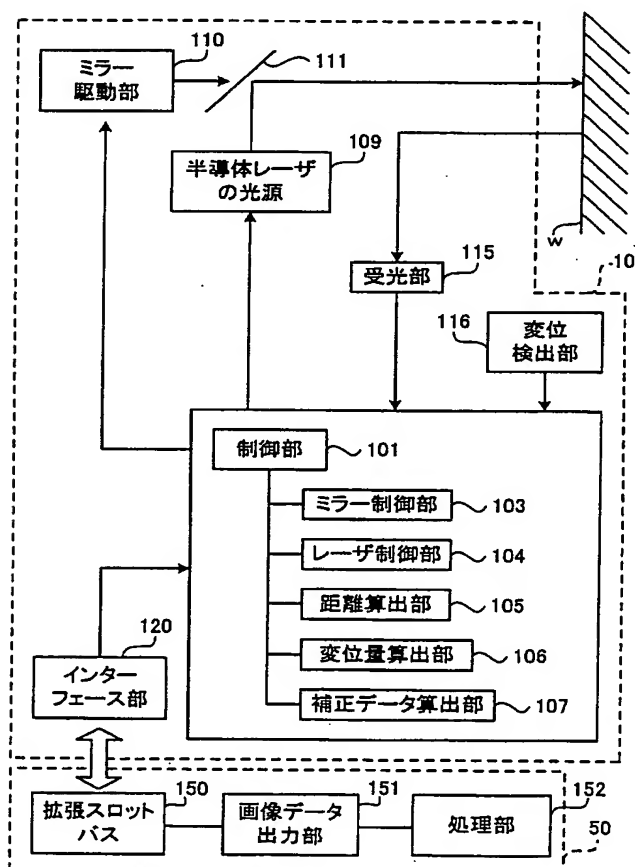 110
ミラー
駆動部
111
109
半導体レーザ
の光源
W
115
受光部
10
116
変位
検出部
制御部
101
ミラー制御部
103
レーザ制御部
104
距離算出部
105
変位量算出部
106
補正データ算出部
107
120
インター
フェース部
150
拡張スロット
バス
151
画像データ
出力部
152
処理部
50